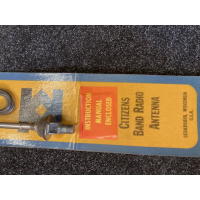 INSTRUCTION
MANUAL
ENCLOSED
CITIZENS
BAND RADIO
ANTENNA
U.S.A.